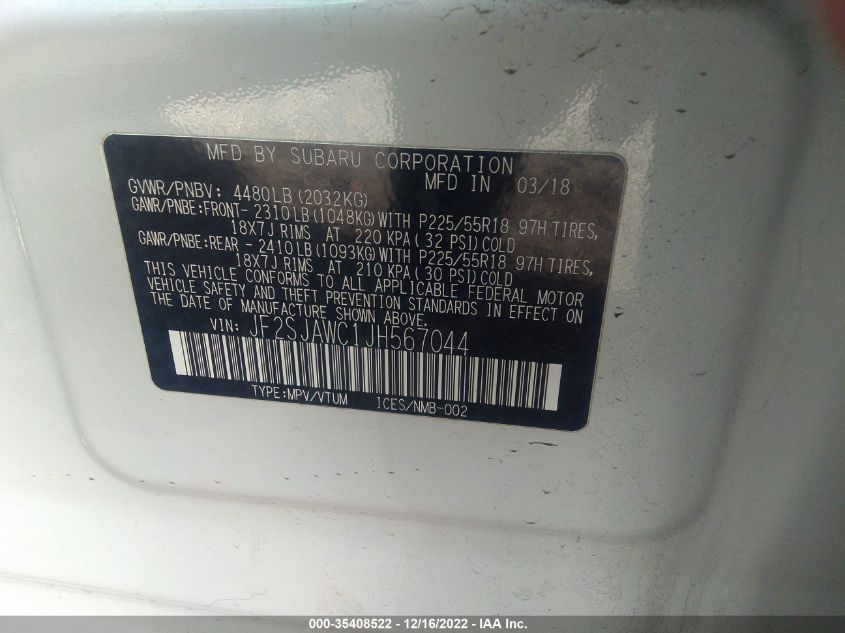 MFD BY SUBARU CORPORATION
MFD IN 03/18
GVWR/PNBV: 4480LB (2032KG)
GAWR/PNBE:FRONT- 2310LB (1048KG) WITH P225/55R18 97H TIRES,
18X7J RIMS AT 220 KPA (32 PSI) COLD
GAWR/PNBE:REAR - 2410LB (1093KG) WITH P225/55R18 97H TIRES,
18X7J RIMS AT 210 KPA (30 PSI) COLD
THIS VEHICLE CONFORMS TO ALL APPLICABLE FEDERAL MOTOR
VEHICLE SAFETY AND THEFT PREVENTION STANDARDS IN EFFECT ON
THE DATE OF MANUFACTURE SHOWN ABOVE.
VIN: JF2SJAWC1JH567044
TYPE:MPV/VTUM ICES/NMB-002
000-35408522 - 12/16/2022 - IAA Inc.